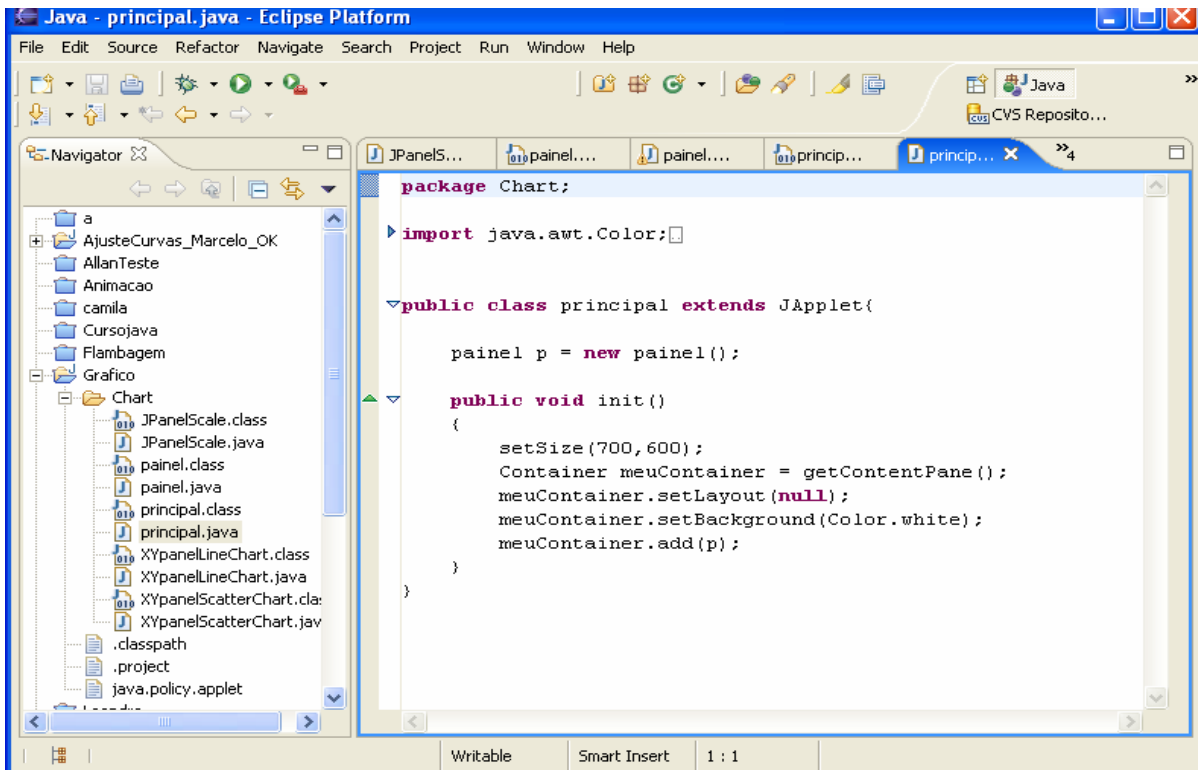 Java - principal.java - Eclipse Platform
File Edit Source Refactor Navigate Search Project Run Window Help
Java
CVS Reposito...
Navigator
JPanelS... painel.... painel.... princip... princip... 4
a
AjusteCurvas_Marcelo_OK
AllanTeste
Animacao
camila
Cursojava
Flambagem
Grafico
Chart
JPanelScale.class
JPanelScale.java
painel.class
painel.java
principal.class
principal.java
XYpanelLineChart.class
XYpanelLineChart.java
XYpanelScatterChart.clas
XYpanelScatterChart.jav
.classpath
.project
java.policy.applet
package Chart;
import java.awt.Color;
public class principal extends JApplet{
painel p = new painel();
public void init()
{
setSize(700,600);
Container meuContainer = getContentPane();
meuContainer.setLayout(null);
meuContainer.setBackground(Color.white);
meuContainer.add(p);
}
}
Writable Smart Insert 1 : 1